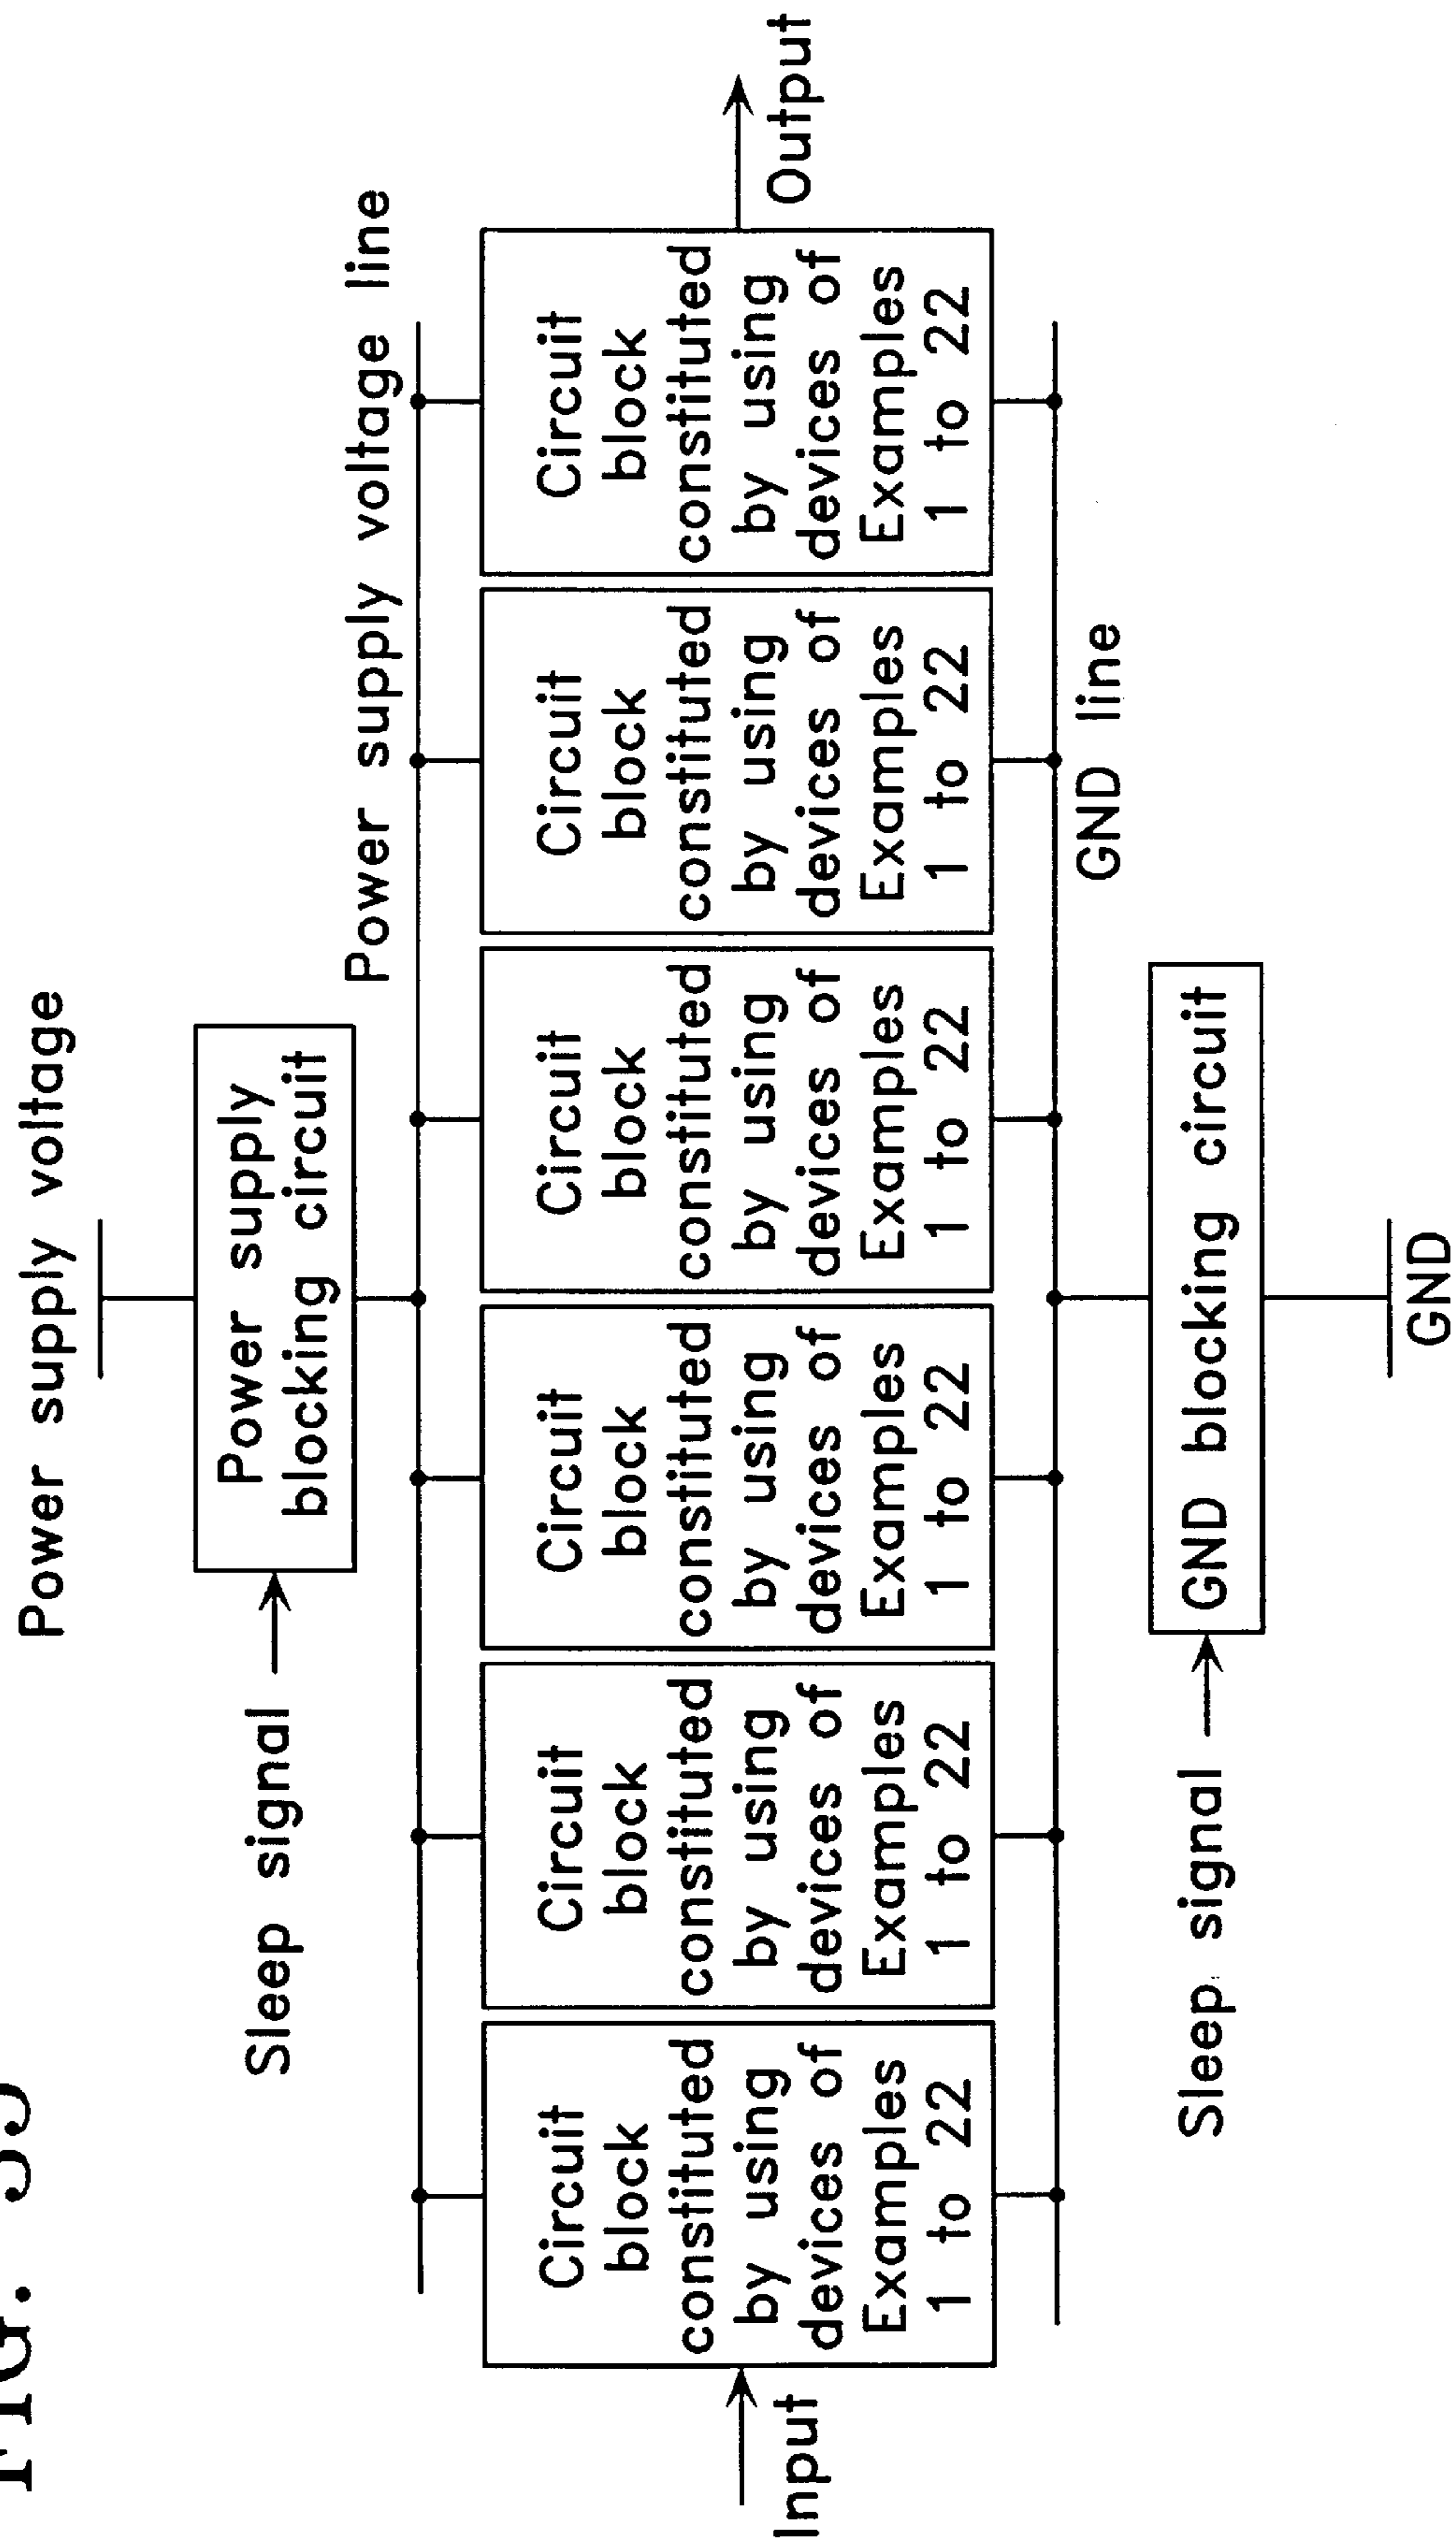 FIG.
Power supply voltage
Sleep signal
Power supply
blocking circuit
Power supply voltage line
Input
Circuit
block
constituted
by using
devices of
Examples
1 to 22
Circuit
block
constituted
by using
devices of
Examples
1 to 22
Circuit
block
constituted
by using
devices of
Examples
1 to 22
Circuit
block
constituted
by using
devices of
Examples
1 to 22
Circuit
block
constituted
by using
devices of
Examples
1 to 22
Circuit
block
constituted
by using
devices of
Examples
1 to 22
Output
GND line
Sleep signal
GND blocking circuit
GND